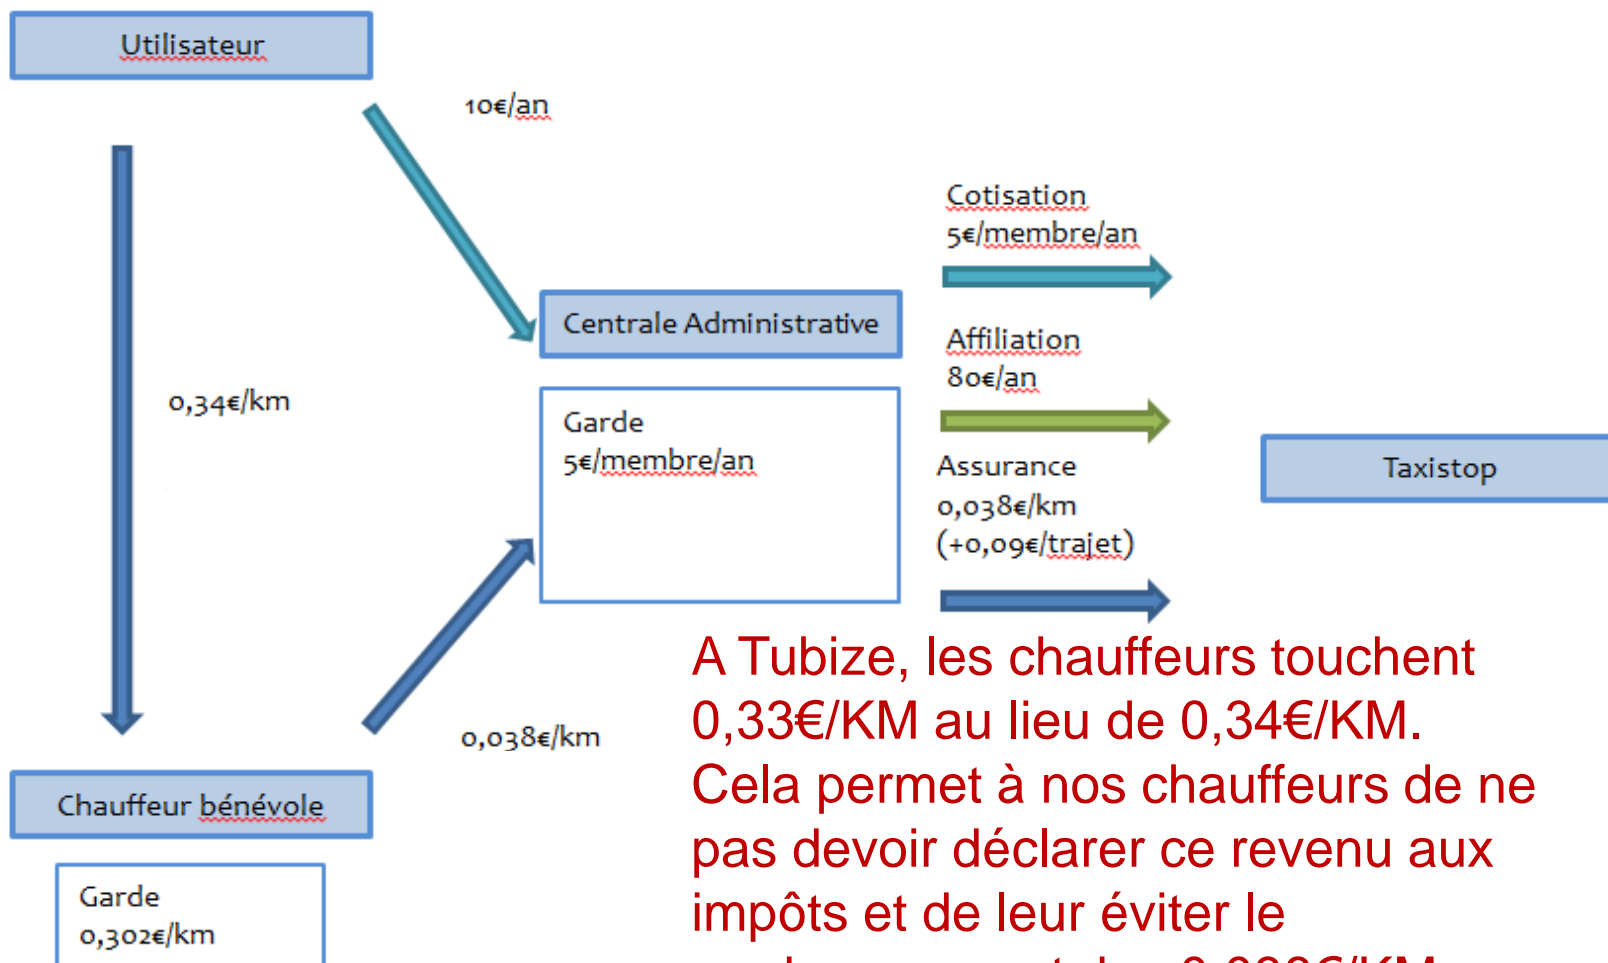 Utilisateur
10€/an
Cotisation
5€/membre/an
Centrale Administrative
Affiliation
80€/an
0,34€/km
Garde
5€/membre/an
Assurance
0,038€/km
(+0,09€/trajet)
Taxistop
A Tubize, les chauffeurs touchent
0,33€/KM au lieu de 0,34€/KM.
Cela permet à nos chauffeurs de ne
pas devoir déclarer ce revenu aux
impôts et de leur éviter le
0,038€/km
Chauffeur bénévole
Garde
0,302€/km